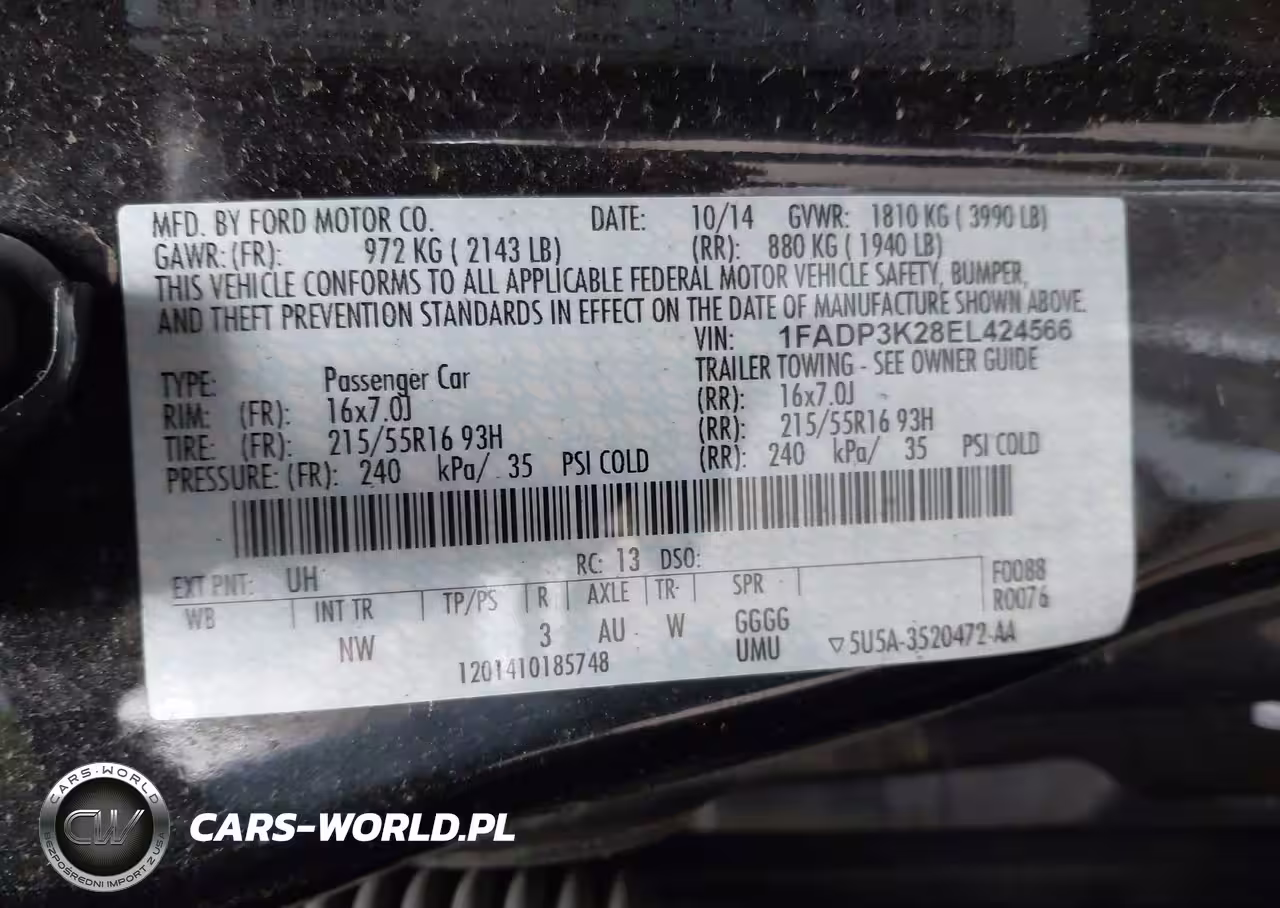 MFD. BY FORD MOTOR CO. DATE: 10/14 GVWR: 1810 KG ( 3990 LB)
GAWR: (FR): 972 KG ( 2143 LB) (RR): 880 KG ( 1940 LB)
THIS VEHICLE CONFORMS TO ALL APPLICABLE FEDERAL MOTOR VEHICLE SAFETY, BUMPER,
AND THEFT PREVENTION STANDARDS IN EFFECT ON THE DATE OF MANUFACTURE SHOWN ABOVE.
VIN: 1FADP3K28EL424566
TYPE: Passenger Car TRAILER TOWING - SEE OWNER GUIDE
RIM: (FR): 16x7.0J (RR): 16x7.0J
TIRE: (FR): 215/55R16 93H (RR): 215/55R16 93H
PRESSURE: (FR): 240 kPa/ 35 PSI COLD (RR): 240 kPa/ 35 PSI COLD
RC: 13 DSO:
EXT PNT: UH F0088
WB INT TR TP/PS R AXLE TR- SPR R0076
NW 3 AU W GGGG
UMU ▽5U5A-3520472-AA
1201410185748
CARS-WORLD
CW
BEZPOŚREDNI IMPORT Z USA
CARS-WORLD.PL